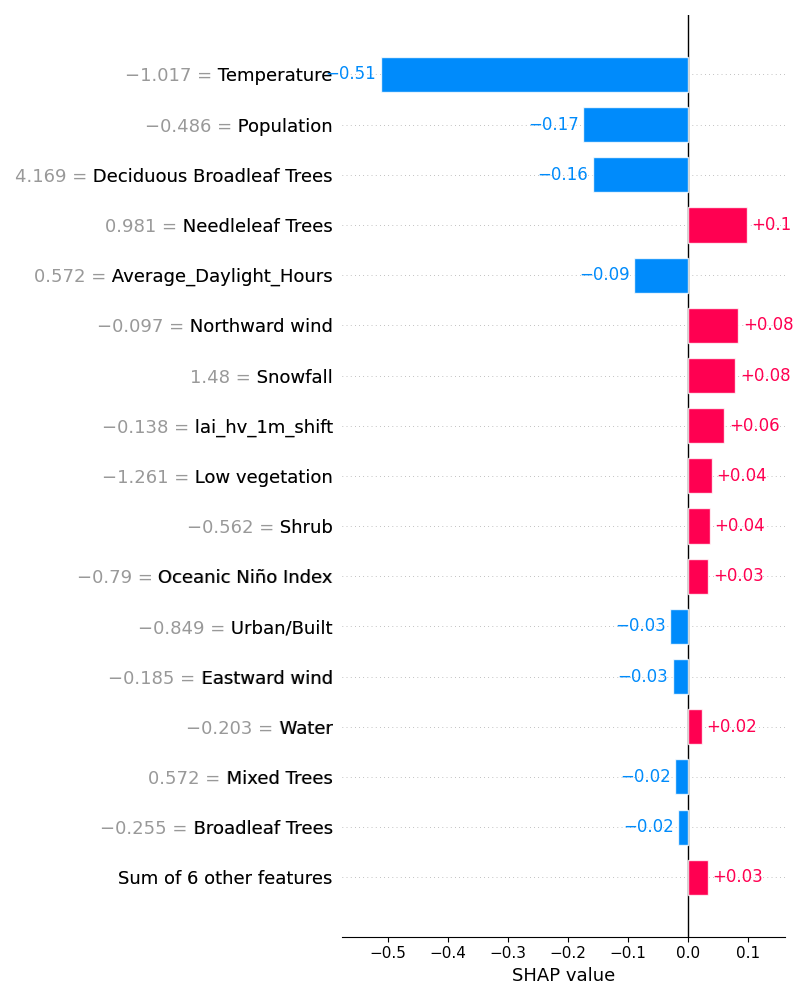 −1.017 = Temperature −0.51
−0.486 = Population −0.17
4.169 = Deciduous Broadleaf Trees −0.16
0.981 = Needleleaf Trees +0.1
0.572 = Average_Daylight_Hours −0.09
−0.097 = Northward wind +0.08
1.48 = Snowfall +0.08
−0.138 = lai_hv_1m_shift +0.06
−1.261 = Low vegetation +0.04
−0.562 = Shrub +0.04
−0.79 = Oceanic Niño Index +0.03
−0.849 = Urban/Built −0.03
−0.185 = Eastward wind −0.03
−0.203 = Water +0.02
0.572 = Mixed Trees −0.02
−0.255 = Broadleaf Trees −0.02
Sum of 6 other features +0.03
−0.5 −0.4 −0.3 −0.2 −0.1 0.0 0.1
SHAP value